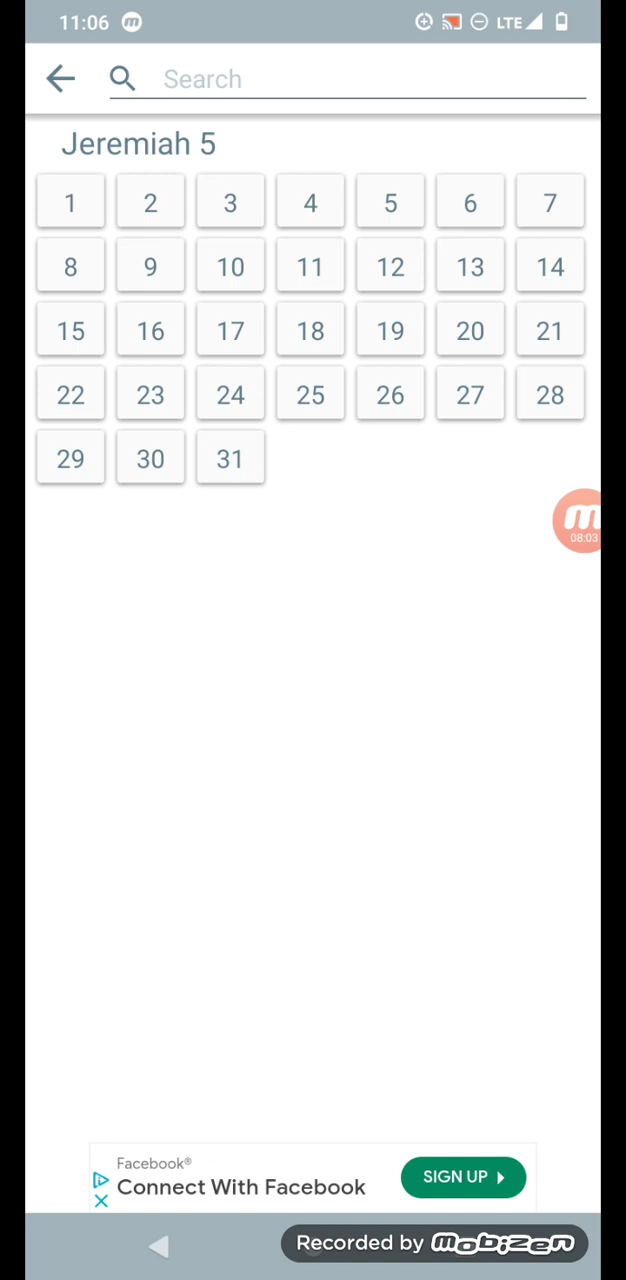 11:06 m LTE
Search
Jeremiah 5
1 2 3 4 5 6 7
8 9 10 11 12 13 14
15 16 17 18 19 20 21
22 23 24 25 26 27 28
29 30 31
m
08:03
Facebook®
Connect With Facebook
SIGN UP
Recorded by mobizen